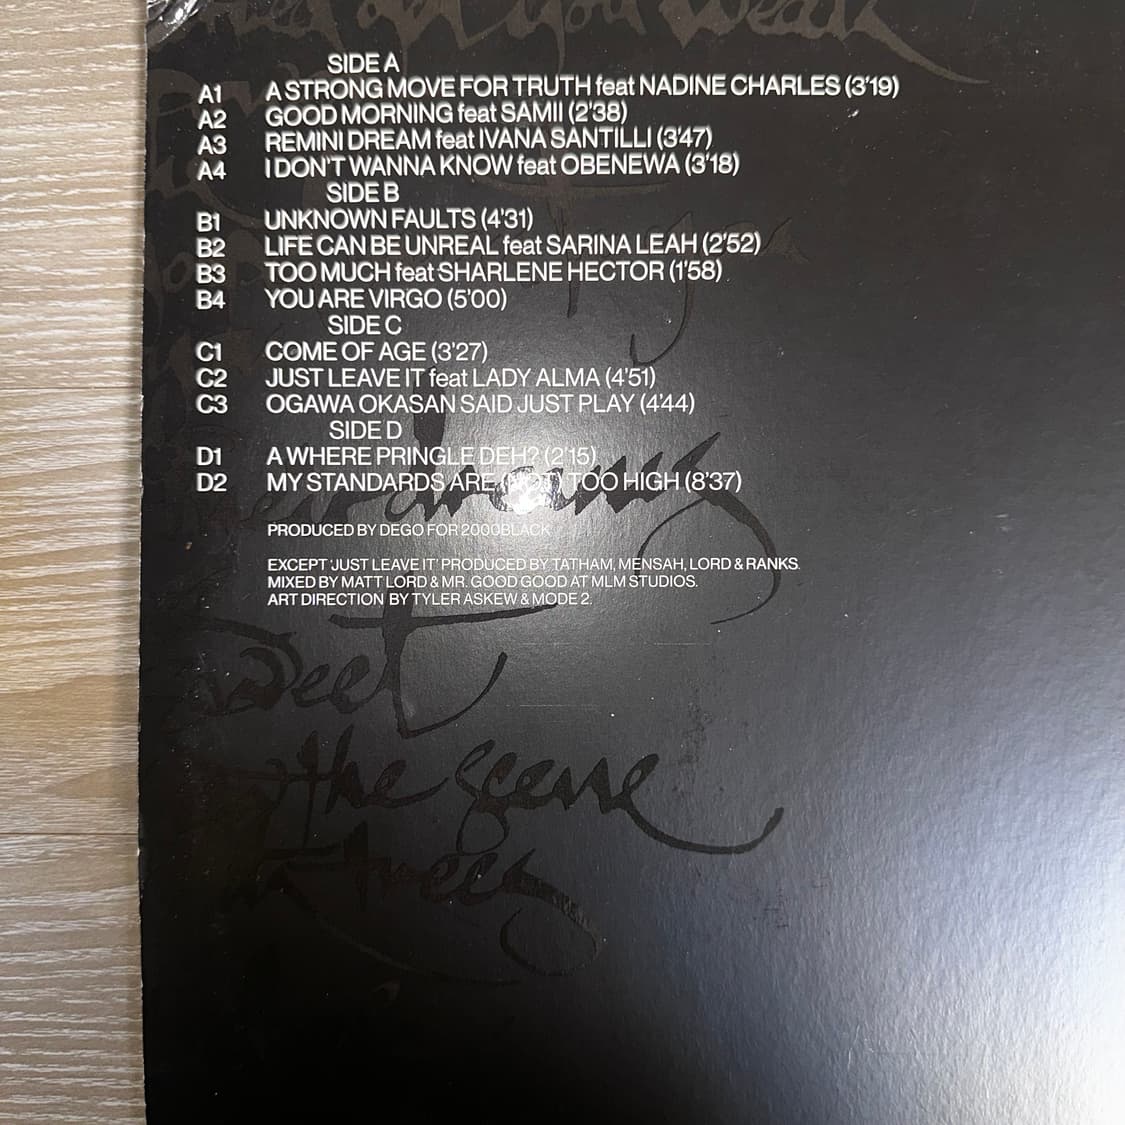 you weak
SIDE A
A1 A STRONG MOVE FOR TRUTH feat NADINE CHARLES (3'19)
A2 GOOD MORNING feat SAMII (2'38)
A3 REMINI DREAM feat IVANA SANTILLI (3'47)
A4 I DON'T WANNA KNOW feat OBENEWA (3'18)
SIDE B
B1 UNKNOWN FAULTS (4'31)
B2 LIFE CAN BE UNREAL feat SARINA LEAH (2'52)
B3 TOO MUCH feat SHARLENE HECTOR (1'58)
B4 YOU ARE VIRGO (5'00)
SIDE C
C1 COME OF AGE (3'27)
C2 JUST LEAVE IT feat LADY ALMA (4'51)
C3 OGAWA OKASAN SAID JUST PLAY (4'44)
SIDE D
D1 A WHERE PRINGLE DEH? (2'15)
D2 MY STANDARDS ARE (NOT) TOO HIGH (8'37)
PRODUCED BY DEGO FOR 2000BLACK
EXCEPT 'JUST LEAVE IT' PRODUCED BY TATHAM, MENSAH, LORD & RANKS.
MIXED BY MATT LORD & MR. GOOD GOOD AT MLM STUDIOS.
ART DIRECTION BY TYLER ASKEW & MODE 2.
the scene
trees